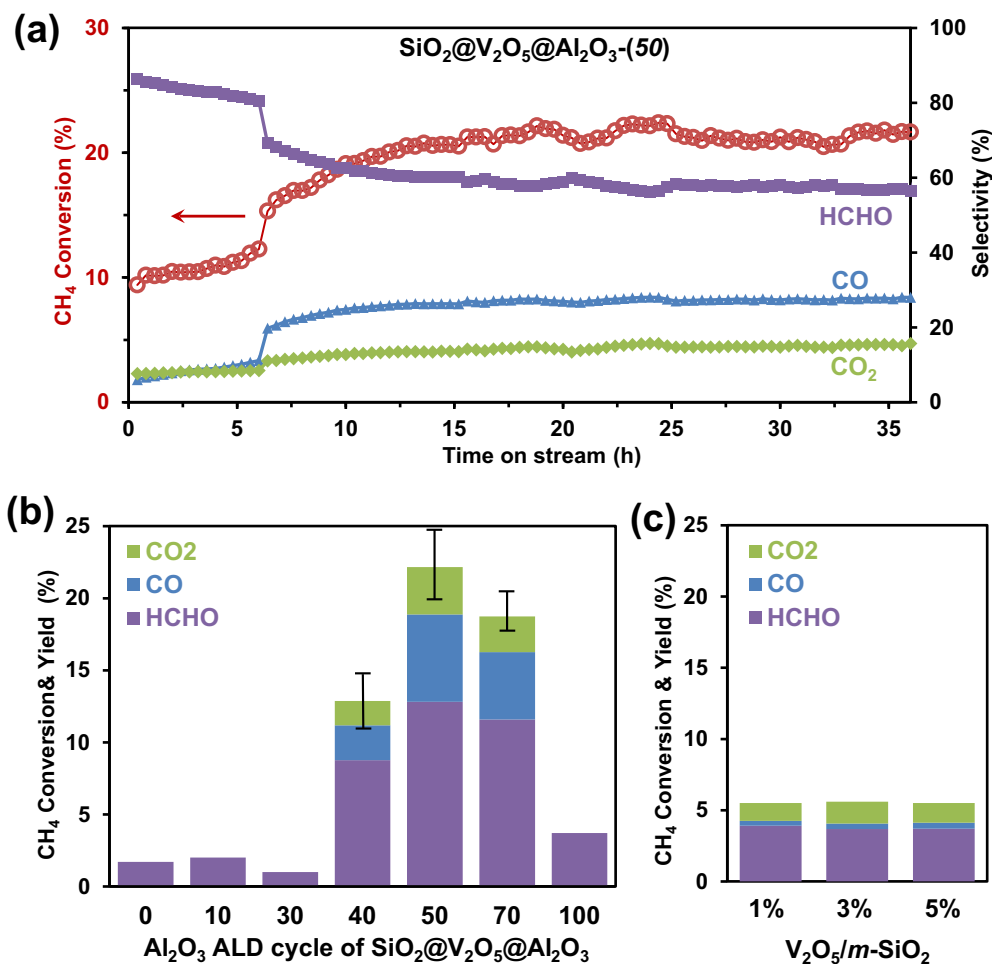 (a)
SiO₂@V₂O₅@Al₂O₃-(50)
CH₄ Conversion (%)
30
20
10
0
100
80
60
40
20
0
Selectivity (%)
HCHO
CO
CO₂
0 5 10 15 20 25 30 35
Time on stream (h)
(b)
CH₄ Conversion& Yield (%)
25
20
15
10
5
0
CO2
CO
HCHO
0 10 30 40 50 70 100
Al₂O₃ ALD cycle of SiO₂@V₂O₅@Al₂O₃
(c)
CH₄ Conversion & Yield (%)
25
20
15
10
5
0
CO2
CO
HCHO
1% 3% 5%
V₂O₅/m-SiO₂